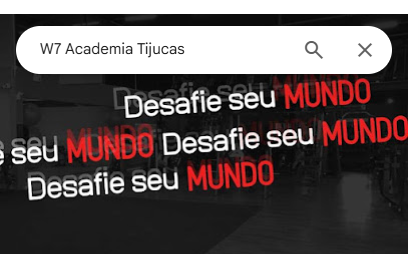 W7 Academia Tijucas
Desafie seu MUNDO
seu MUNDO Desafie seu MUNDO
Desafie seu MUNDO